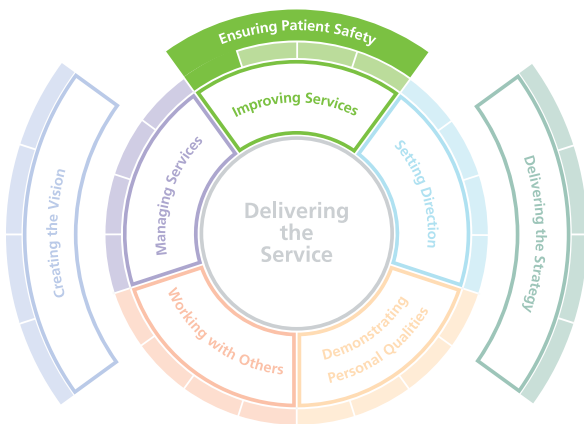 Ensuring Patient Safety
Improving Services
Managing Services
Setting Direction
Creating the Vision
Delivering
the
Service
Delivering the Strategy
Working with Others
Demonstrating
Personal Qualities